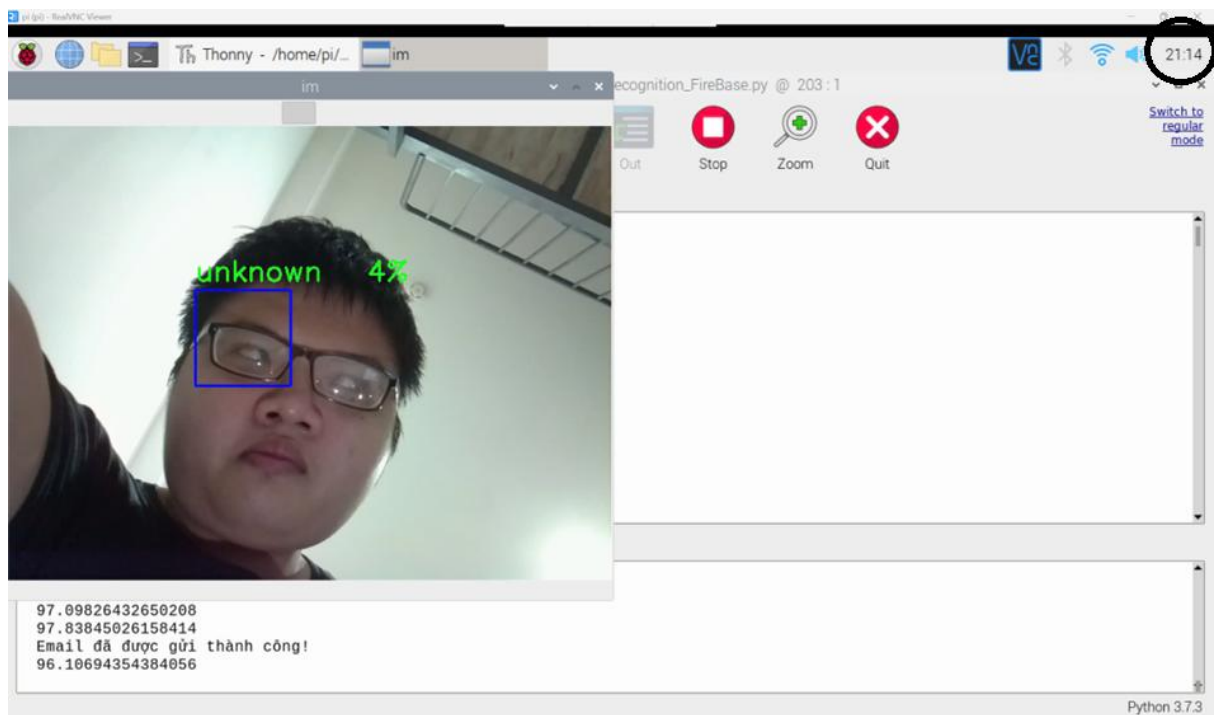 pi (pi) - RealVNC Viewer
Thonny - /home/pi/...
im
21:14
im
ecognition_FireBase.py @ 203 : 1
Switch to
regular
mode
Out
Stop
Zoom
Quit
unknown 4%
97.09826432650208
97.83845026158414
Email đã được gửi thành công!
96.10694354384056
Python 3.7.3